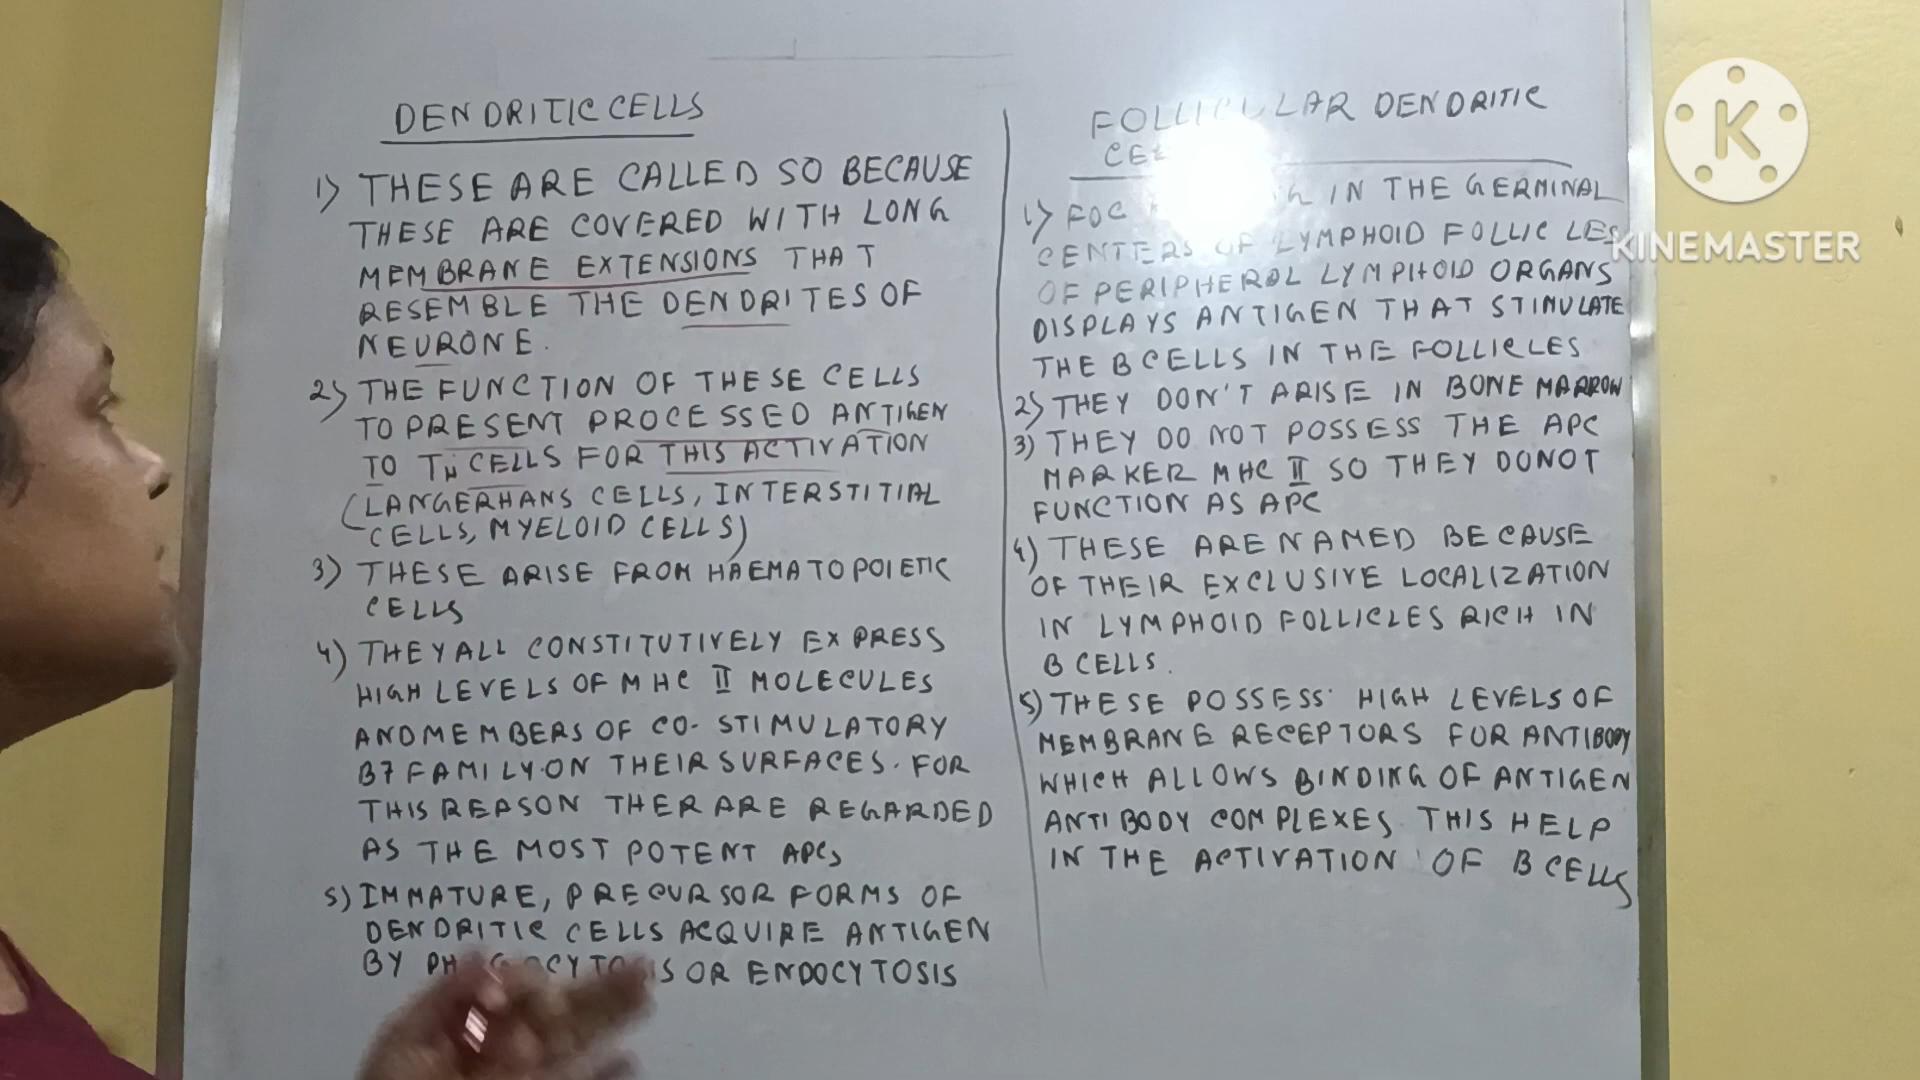 DENDRITIC CELLS
1) THESE ARE CALLED SO BECAUSE
THESE ARE COVERED WITH LONG
MEMBRANE EXTENSIONS THAT
RESEMBLE THE DENDRITES OF
NEURONE.
2) THE FUNCTION OF THESE CELLS
TO PRESENT PROCESSED ANTIGEN
TO TH CELLS FOR THIS ACTIVATION
(LANGERHANS CELLS, INTERSTITIAL
CELLS, MYELOID CELLS)
3) THESE ARISE FROM HAEMATOPOIETIC
CELLS
4) THEY ALL CONSTITUTIVELY EXPRESS
HIGH LEVELS OF MHC II MOLECULES
AND MEMBERS OF CO-STIMULATORY
B7 FAMILY ON THEIR SURFACES. FOR
THIS REASON THER ARE REGARDED
AS THE MOST POTENT APCs
5) IMMATURE, PRECURSOR FORMS OF
DENDRITIC CELLS ACQUIRE ANTIGEN
BY PHAGOCYTOSIS OR ENDOCYTOSIS
FOLLICULAR DENDRITIC
1) IN THE GERMINAL
CENTERS OF LYMPHOID FOLLICLES
OF PERIPHEROL LYMPHOID ORGANS
DISPLAYS ANTIGEN THAT STIMULATE
THE B CELLS IN THE FOLLICLES
2) THEY DON'T ARISE IN BONE MARROW
3) THEY DO NOT POSSESS THE APC
MARKER MHC II SO THEY DONOT
FUNCTION AS APC
4) THESE ARE NAMED BECAUSE
OF THEIR EXCLUSIVE LOCALIZATION
IN LYMPHOID FOLLICLES RICH IN
B CELLS.
5) THESE POSSESS HIGH LEVELS OF
MEMBRANE RECEPTORS FOR ANTIBODY
WHICH ALLOWS BINDING OF ANTIGEN
ANTIBODY COMPLEXES. THIS HELP
IN THE ACTIVATION OF B CELLS
K
KINEMASTER